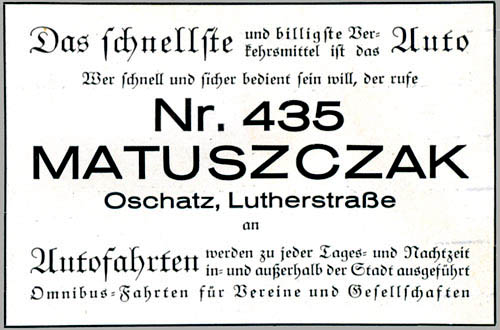 Das schnellste und billigste Ver-
kehrsmittel ist das Auto
Wer schnell und sicher bedient sein will, der rufe
Nr. 435
MATUSZCZAK
Oschatz, Lutherstraße
an
Autofahrten werden zu jeder Tages- und Nachtzeit
in- und außerhalb der Stadt ausgeführt
Omnibus-Fahrten für Vereine und Gesellschaften